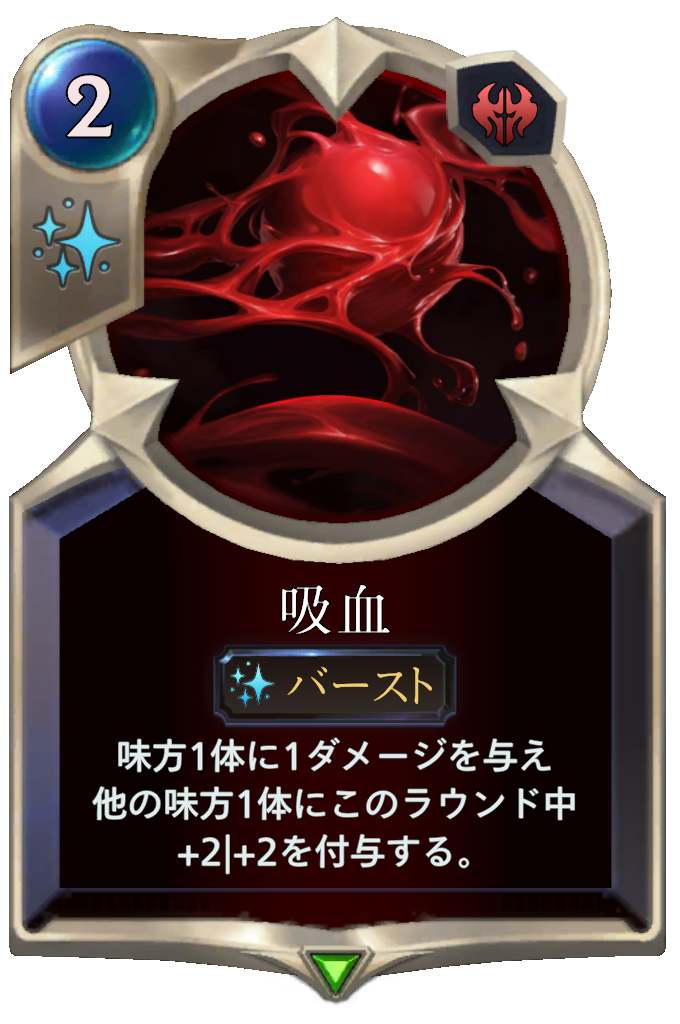 2
吸血
バースト
味方1体に1ダメージを与え
他の味方1体にこのラウンド中
+2|+2を付与する。